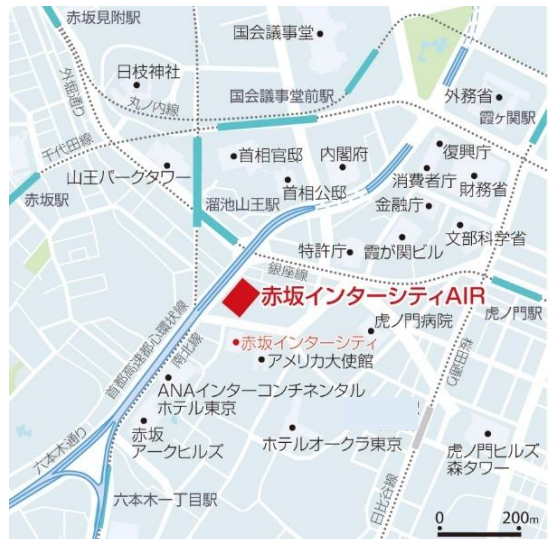 赤坂見附駅
国会議事堂
外堀通り
日枝神社
丸ノ内線
国会議事堂前駅
外務省
霞ヶ関駅
千代田線
首相官邸
内閣府
復興庁
山王パークタワー
消費者庁
財務省
赤坂駅
首相公邸
溜池山王駅
金融庁
特許庁
霞が関ビル
文部科学省
銀座線
赤坂インターシティAIR
虎ノ門駅
首都高速都心環状線
南北線
虎ノ門病院
赤坂インターシティ
桜田通り
アメリカ大使館
ANAインターコンチネンタル
ホテル東京
赤坂
アークヒルズ
ホテルオークラ東京
虎ノ門ヒルズ
森タワー
六本木通り
六本木一丁目駅
日比谷線
0 200m